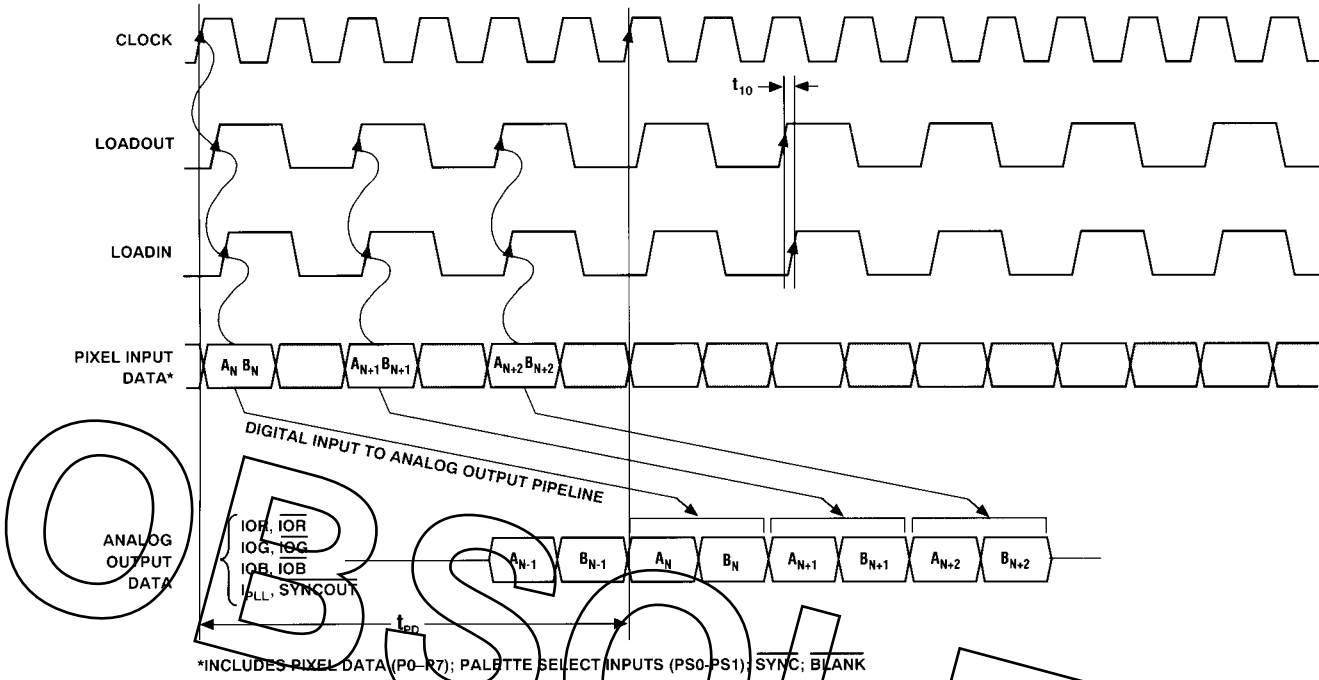 CLOCK
t10
LOADOUT
LOADIN
PIXEL INPUT
DATA*
AN BN
AN+1 BN+1
AN+2 BN+2
DIGITAL INPUT TO ANALOG OUTPUT PIPELINE
ANALOG
OUTPUT
DATA
IOR, IOR
IOG, IOG
IOB, IOB
IPLL, SYNCOUT
AN-1
BN-1
AN
BN
AN+1
BN+1
AN+2
BN+2
tPD
*INCLUDES PIXEL DATA (P0–P7); PALETTE SELECT INPUTS (PS0-PS1); SYNC; BLANK